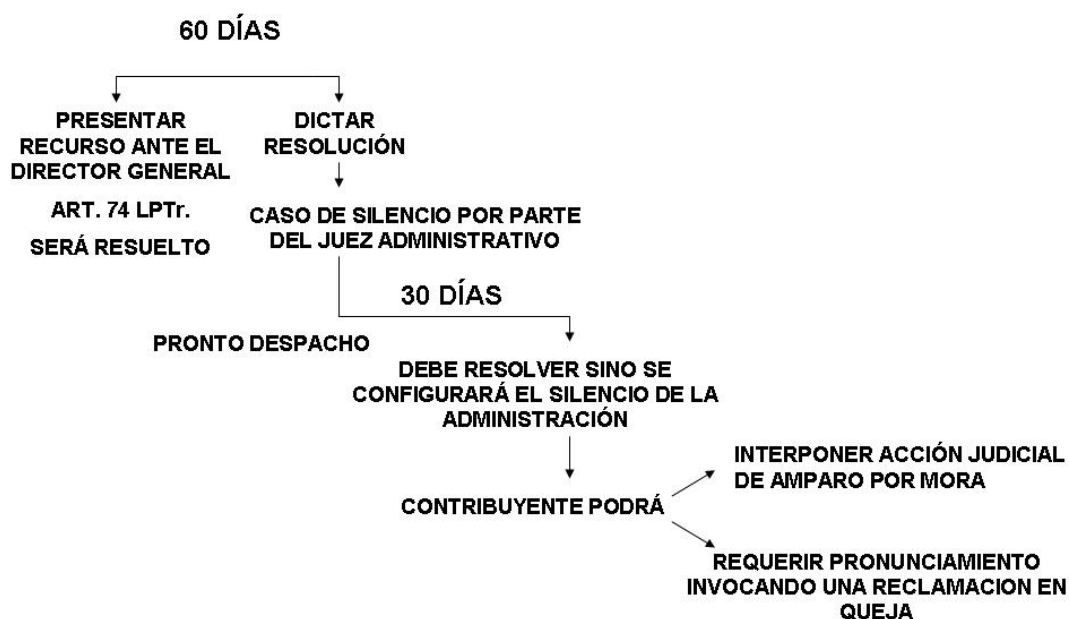 60 DÍAS
PRESENTAR
RECURSO ANTE EL
DIRECTOR GENERAL
ART. 74 LPTr.
SERÁ RESUELTO
DICTAR
RESOLUCIÓN
CASO DE SILENCIO POR PARTE
DEL JUEZ ADMINISTRATIVO
30 DÍAS
PRONTO DESPACHO
DEBE RESOLVER SINO SE
CONFIGURARÁ EL SILENCIO DE LA
ADMINISTRACIÓN
CONTRIBUYENTE PODRÁ
INTERPONER ACCIÓN JUDICIAL
DE AMPARO POR MORA
REQUERIR PRONUNCIAMIENTO
INVOCANDO UNA RECLAMACION EN
QUEJA